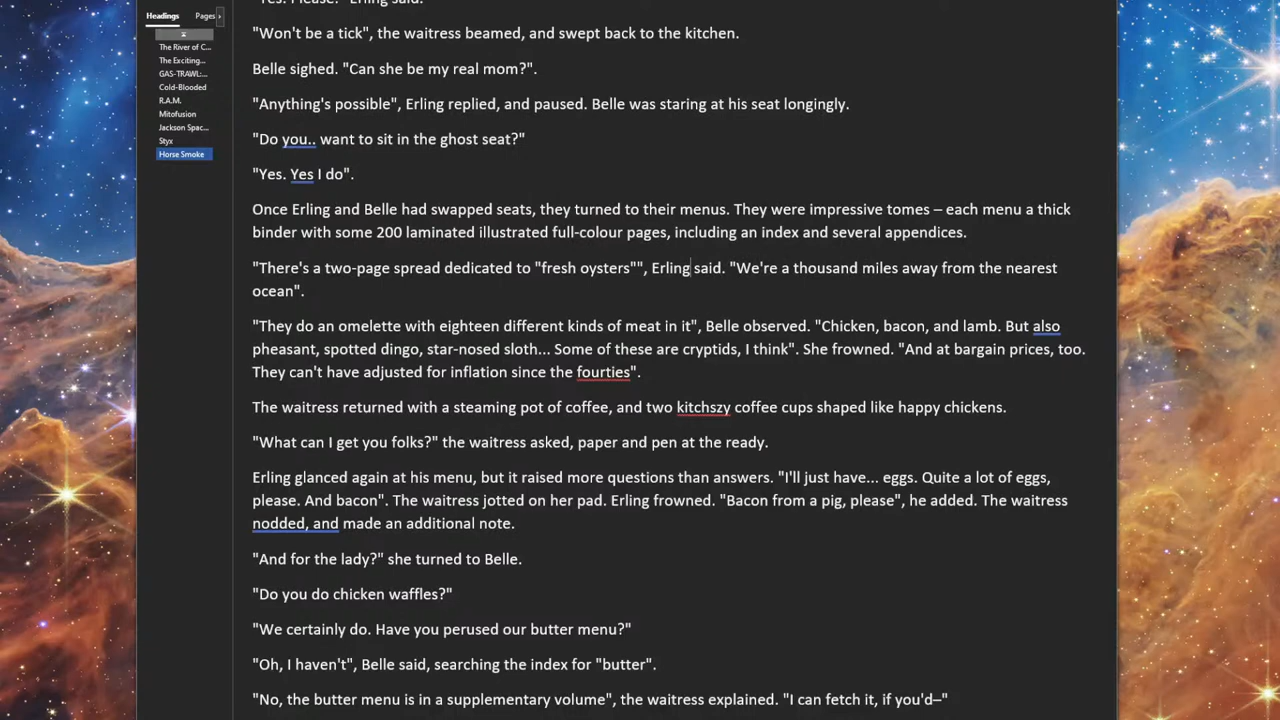 Headings
Pages
The River of C...
The Exciting...
GAS-TRAWL:...
Cold-Blooded
R.A.M.
Mitofusion
Jackson Spac...
Styx
Horse Smoke
"Yes. Please." Erling said.
"Won't be a tick", the waitress beamed, and swept back to the kitchen.
Belle sighed. "Can she be my real mom?".
"Anything's possible", Erling replied, and paused. Belle was staring at his seat longingly.
"Do you.. want to sit in the ghost seat?"
"Yes. Yes I do".
Once Erling and Belle had swapped seats, they turned to their menus. They were impressive tomes – each menu a thick
binder with some 200 laminated illustrated full-colour pages, including an index and several appendices.
"There's a two-page spread dedicated to "fresh oysters"", Erling said. "We're a thousand miles away from the nearest
ocean".
"They do an omelette with eighteen different kinds of meat in it", Belle observed. "Chicken, bacon, and lamb. But also
pheasant, spotted dingo, star-nosed sloth... Some of these are cryptids, I think". She frowned. "And at bargain prices, too.
They can't have adjusted for inflation since the fourties".
The waitress returned with a steaming pot of coffee, and two kitchszy coffee cups shaped like happy chickens.
"What can I get you folks?" the waitress asked, paper and pen at the ready.
Erling glanced again at his menu, but it raised more questions than answers. "I'll just have... eggs. Quite a lot of eggs,
please. And bacon". The waitress jotted on her pad. Erling frowned. "Bacon from a pig, please", he added. The waitress
nodded, and made an additional note.
"And for the lady?" she turned to Belle.
"Do you do chicken waffles?"
"We certainly do. Have you perused our butter menu?"
"Oh, I haven't", Belle said, searching the index for "butter".
"No, the butter menu is in a supplementary volume", the waitress explained. "I can fetch it, if you'd–"